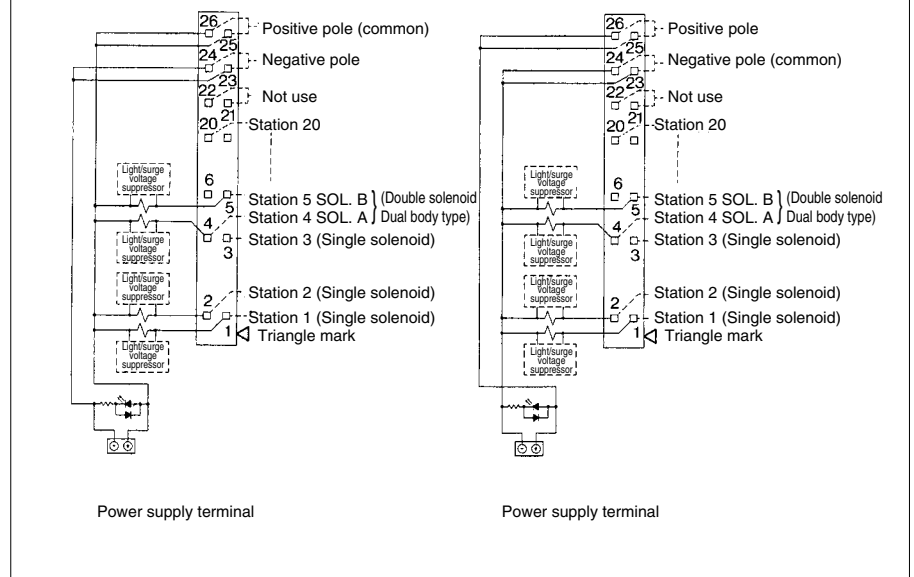 26
Positive pole (common)
25
24
Negative pole
23
22
Not use
21
20
Station 20
Light/surge
voltage
suppressor
6
Station 5 SOL. B
(Double solenoid
5
Station 4 SOL. A
Dual body type)
4
Station 3 (Single solenoid)
3
Light/surge
voltage
suppressor
Light/surge
voltage
suppressor
Station 2 (Single solenoid)
2
Station 1 (Single solenoid)
1
Triangle mark
Light/surge
voltage
suppressor
Power supply terminal
26
Positive pole
25
24
Negative pole (common)
23
22
Not use
21
20
Station 20
Light/surge
voltage
suppressor
6
Station 5 SOL. B
(Double solenoid
5
Station 4 SOL. A
Dual body type)
4
Station 3 (Single solenoid)
3
Light/surge
voltage
suppressor
Light/surge
voltage
suppressor
Station 2 (Single solenoid)
2
Station 1 (Single solenoid)
1
Triangle mark
Light/surge
voltage
suppressor
Power supply terminal